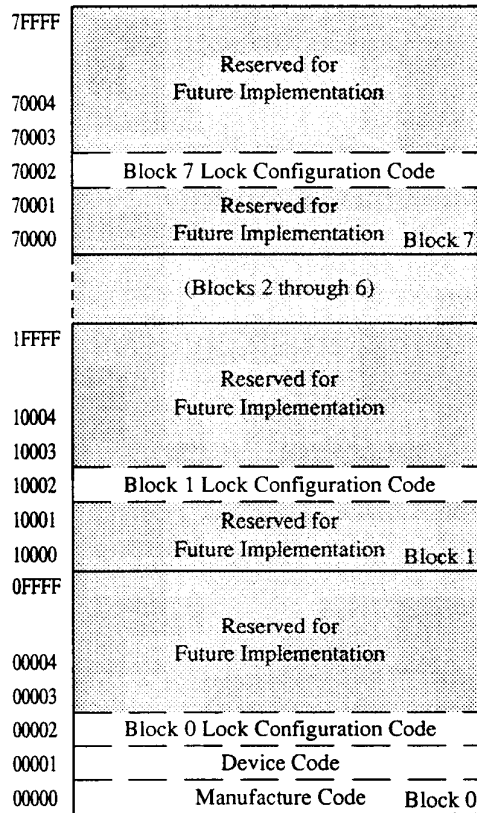 7FFFF
Reserved for
Future Implementation
70004
70003
70002 Block 7 Lock Configuration Code
70001 Reserved for
70000 Future Implementation Block 7
(Blocks 2 through 6)
1FFFF
Reserved for
Future Implementation
10004
10003
10002 Block 1 Lock Configuration Code
10001 Reserved for
10000 Future Implementation Block 1
0FFFF
Reserved for
Future Implementation
00004
00003
00002 Block 0 Lock Configuration Code
00001 Device Code
00000 Manufacture Code Block 0